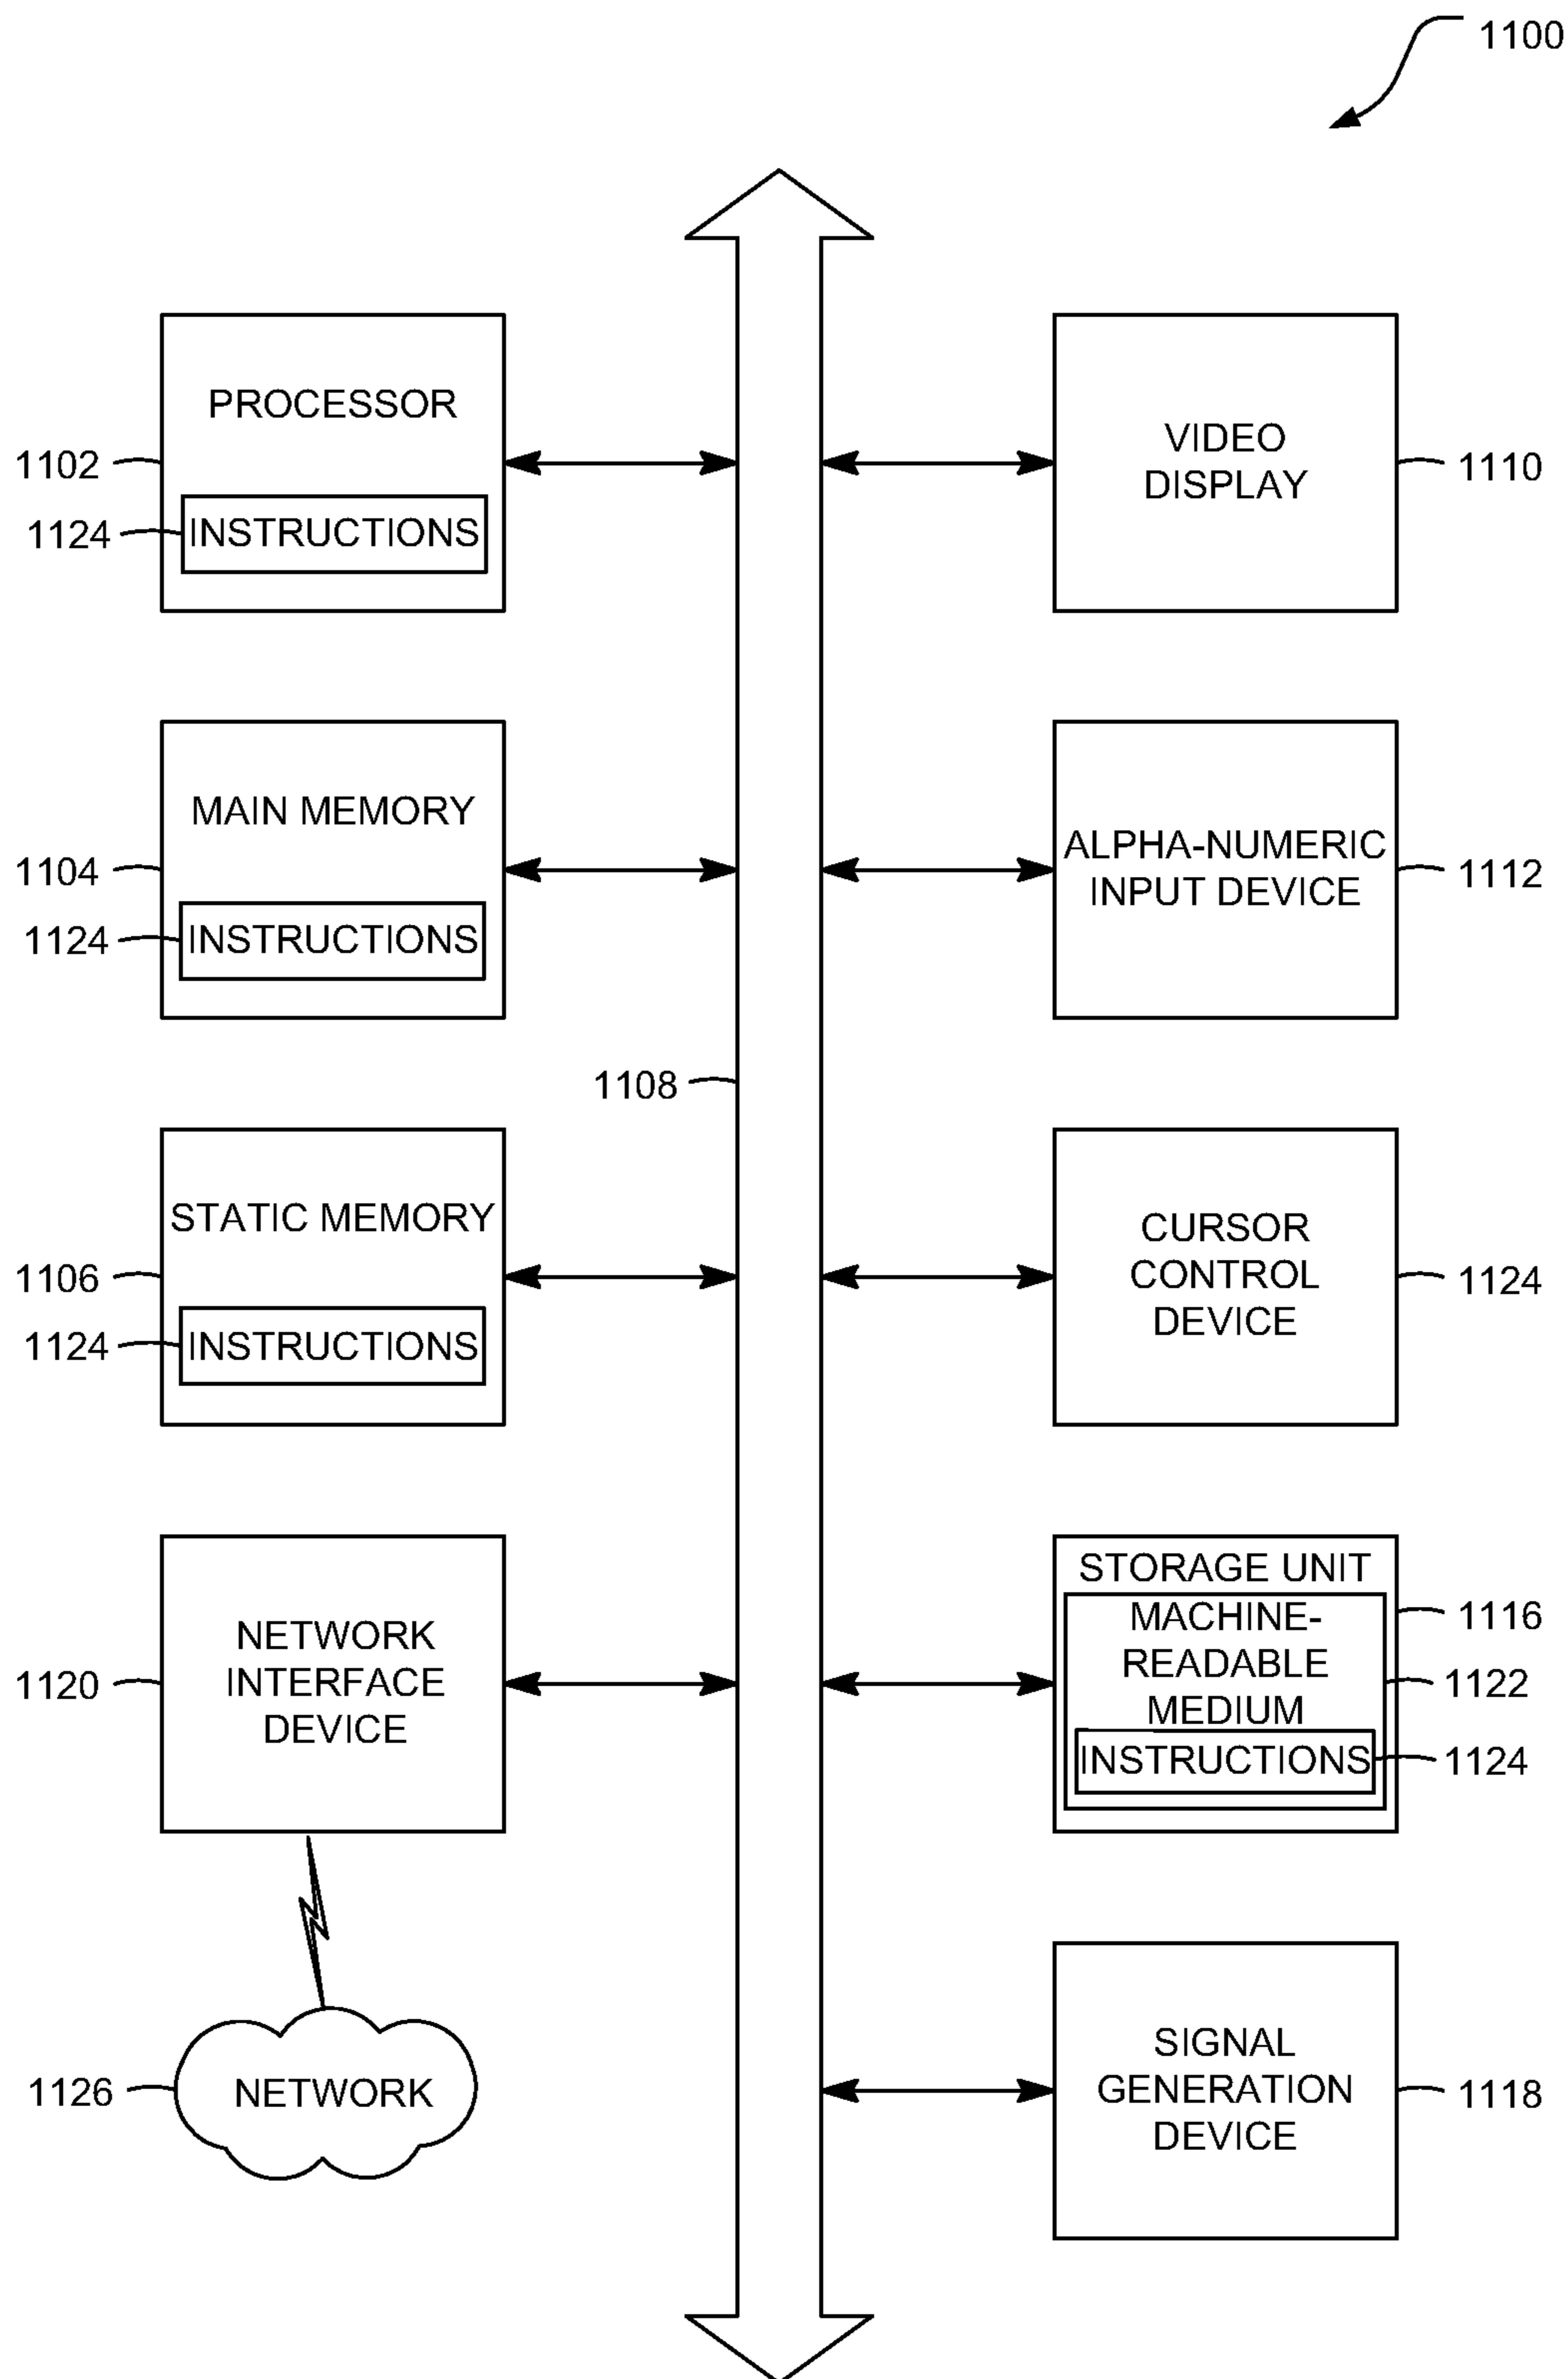 1100
PROCESSOR
1102
1124
INSTRUCTIONS
VIDEO
DISPLAY
1110
MAIN MEMORY
1104
1124
INSTRUCTIONS
ALPHA-NUMERIC
INPUT DEVICE
1112
1108
STATIC MEMORY
1106
1124
INSTRUCTIONS
CURSOR
CONTROL
DEVICE
1124
NETWORK
INTERFACE
DEVICE
1120
STORAGE UNIT
1116
MACHINE-
READABLE
MEDIUM
1122
INSTRUCTIONS
1124
1126
NETWORK
SIGNAL
GENERATION
DEVICE
1118